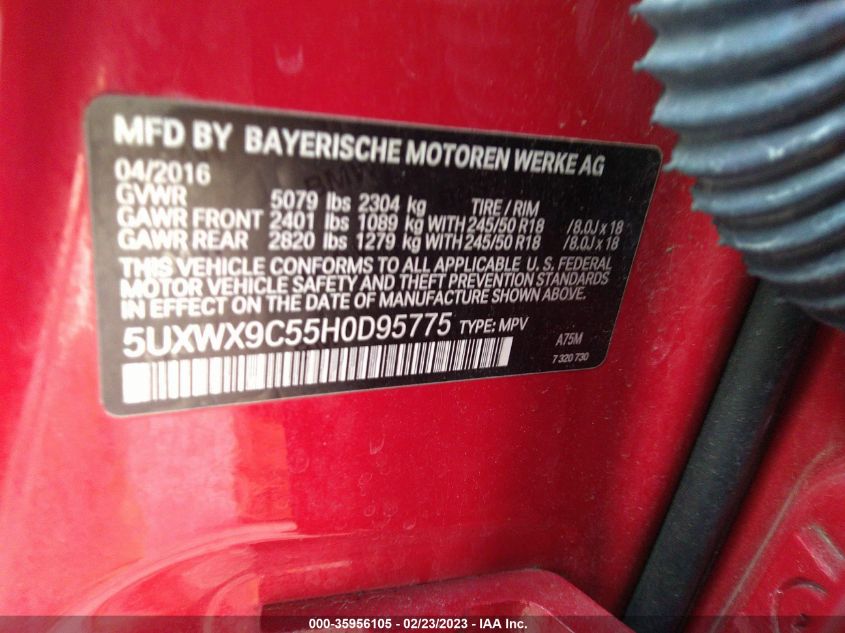 MFD BY BAYERISCHE MOTOREN WERKE AG
04/2016
GVWR 5079 lbs 2304 kg TIRE / RIM
GAWR FRONT 2401 lbs 1089 kg WITH 245/50 R18 /8.0J x 18
GAWR REAR 2820 lbs 1279 kg WITH 245/50 R18 /8.0J x 18
THIS VEHICLE CONFORMS TO ALL APPLICABLE U. S. FEDERAL
MOTOR VEHICLE SAFETY AND THEFT PREVENTION STANDARDS
IN EFFECT ON THE DATE OF MANUFACTURE SHOWN ABOVE.
5UXWX9C55H0D95775 TYPE: MPV A75M
7 320 730
000-35956105 - 02/23/2023 - IAA Inc.